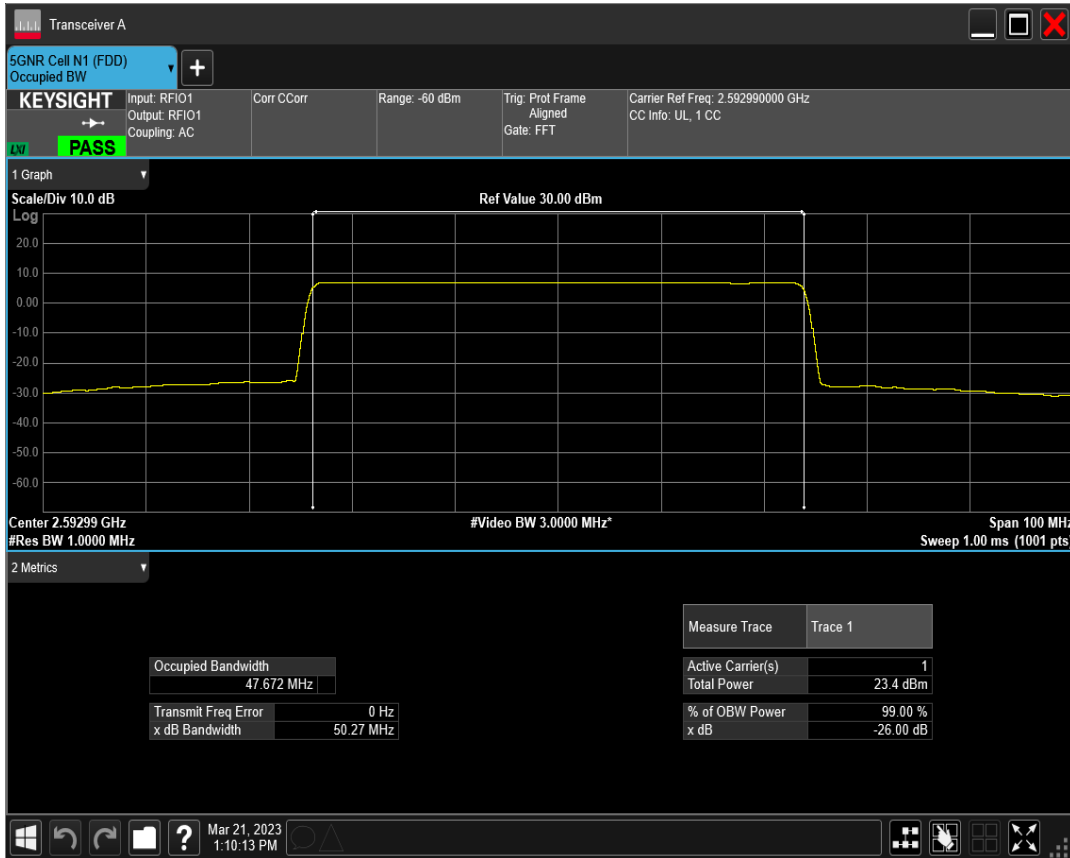 Transceiver A
5GNR Cell N1 (FDD)
Occupied BW
+
KEYSIGHT
LXI
PASS
Input: RFIO1
Output: RFIO1
Coupling: AC
Corr CCorr
Range: -60 dBm
Trig: Prot Frame
Aligned
Gate: FFT
Carrier Ref Freq: 2.592990000 GHz
CC Info: UL, 1 CC
1 Graph
Scale/Div 10.0 dB
Ref Value 30.00 dBm
Log
20.0
10.0
0.00
-10.0
-20.0
-30.0
-40.0
-50.0
-60.0
Center 2.59299 GHz
#Video BW 3.0000 MHz*
Span 100 MHz
#Res BW 1.0000 MHz
Sweep 1.00 ms (1001 pts)
2 Metrics
Measure Trace Trace 1
Occupied Bandwidth
47.672 MHz
Transmit Freq Error 0 Hz
x dB Bandwidth 50.27 MHz
Active Carrier(s) 1
Total Power 23.4 dBm
% of OBW Power 99.00 %
x dB -26.00 dB
?
Mar 21, 2023
1:10:13 PM